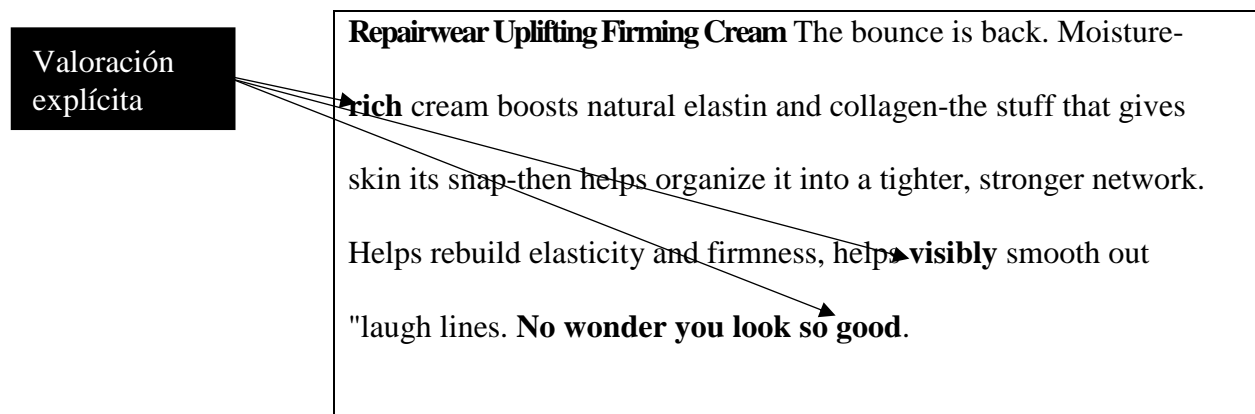 Valoración
explícita
Repairwear Uplifting Firming Cream The bounce is back. Moisture-
rich cream boosts natural elastin and collagen-the stuff that gives
skin its snap-then helps organize it into a tighter, stronger network.
Helps rebuild elasticity and firmness, helps visibly smooth out
"laugh lines. No wonder you look so good.